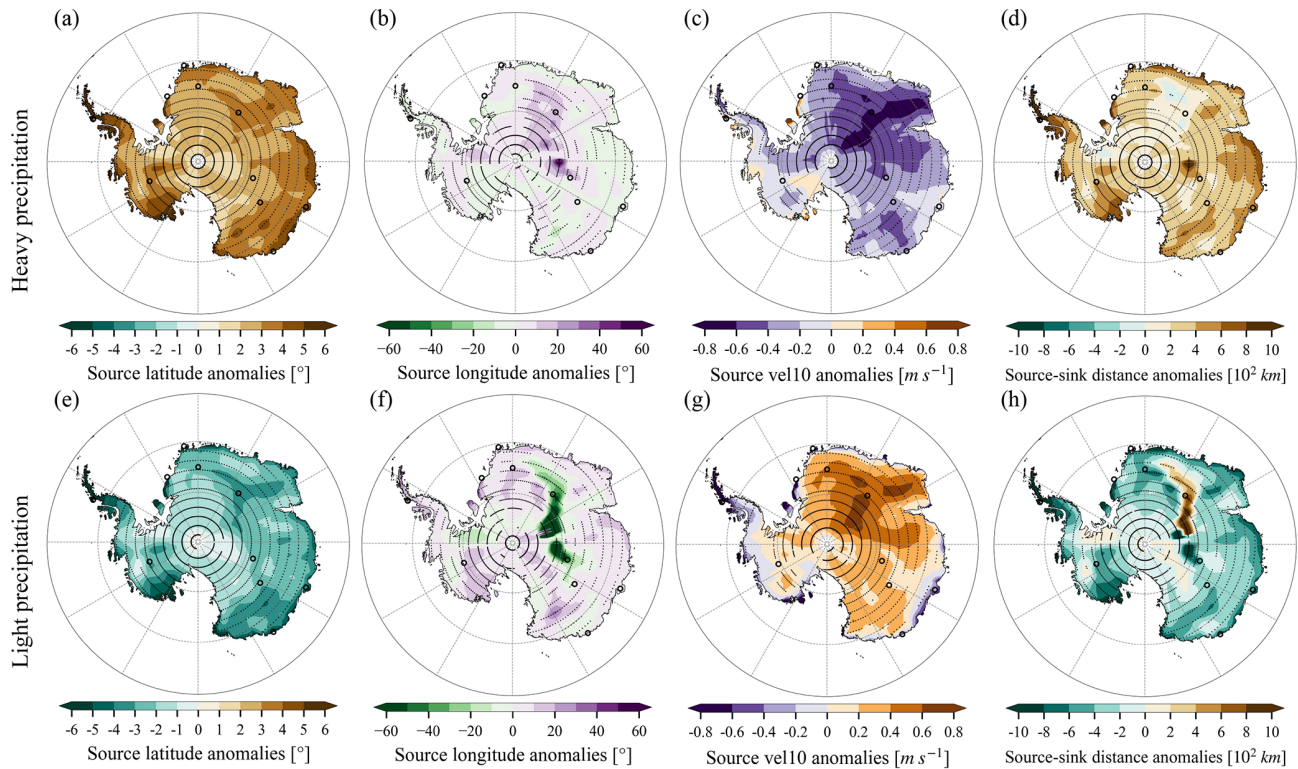 (a) (b) (c) (d)
Heavy precipitation
-6 -5 -4 -3 -2 -1 0 1 2 3 4 5 6
Source latitude anomalies [°]
−60 −40 −20 0 20 40 60
Source longitude anomalies [°]
-0.8 -0.6 -0.4 -0.2 0 0.2 0.4 0.6 0.8
Source vel10 anomalies [m s⁻¹]
-10 -8 -6 -4 -2 0 2 4 6 8 10
Source-sink distance anomalies [10² km]
(e) (f) (g) (h)
Light precipitation
-6 -5 -4 -3 -2 -1 0 1 2 3 4 5 6
Source latitude anomalies [°]
−60 −40 −20 0 20 40 60
Source longitude anomalies [°]
-0.8 -0.6 -0.4 -0.2 0 0.2 0.4 0.6 0.8
Source vel10 anomalies [m s⁻¹]
-10 -8 -6 -4 -2 0 2 4 6 8 10
Source-sink distance anomalies [10² km]